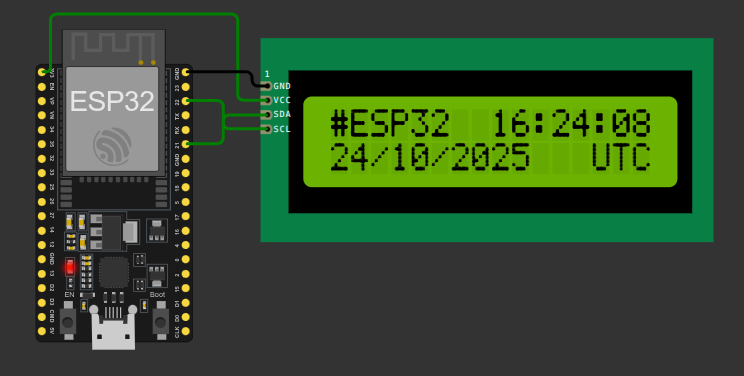 ESP32
3V3
EN
VP
VN
34
35
32
33
25
26
27
14
12
GND
13
D2
D3
CMD
5V
GND
23
22
TX
RX
21
GND
19
18
5
17
16
4
0
2
15
D1
D0
CLK
EN
Boot
1
GND
VCC
SDA
SCL
#ESP32 16:24:08
24/10/2025 UTC